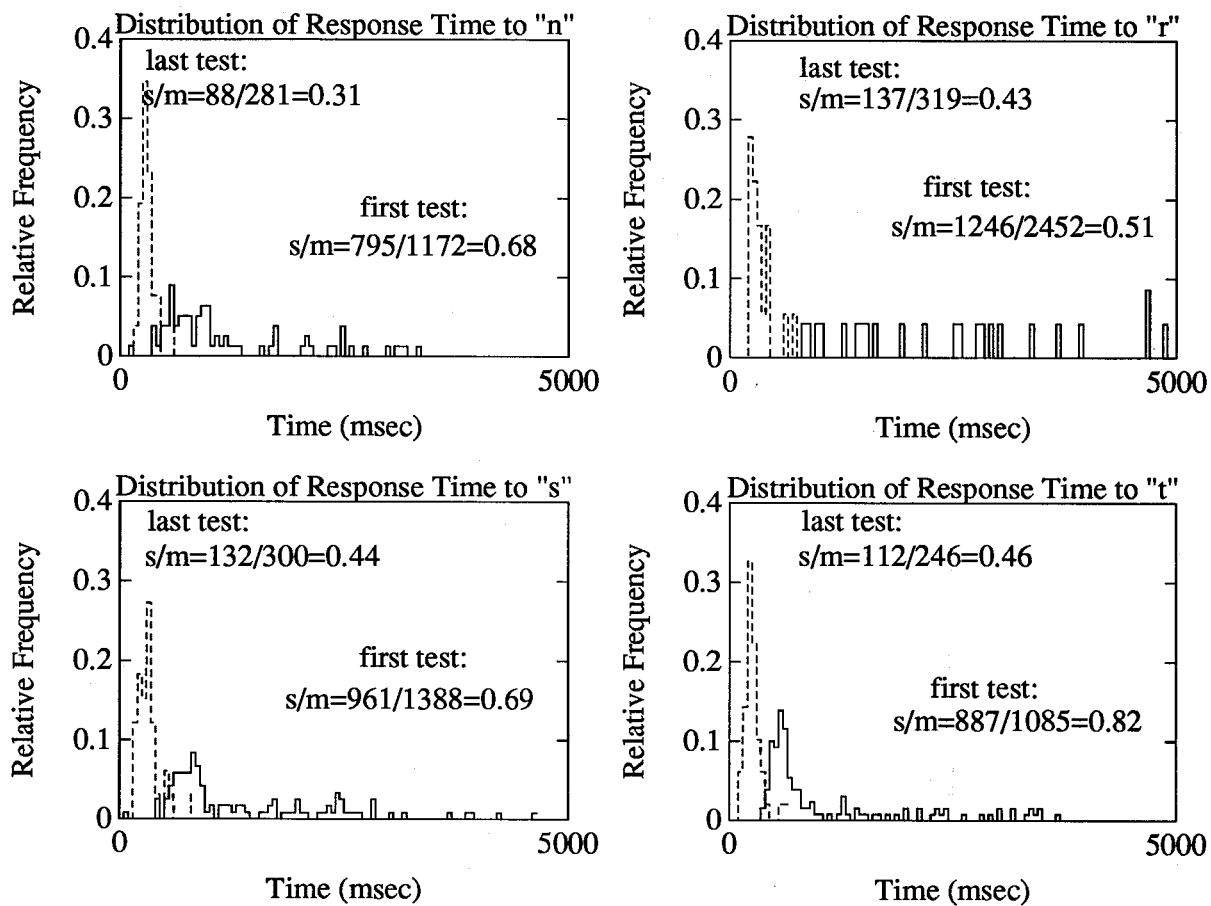 Distribution of Response Time to "n"
0.4
last test:
s/m=88/281=0.31
0.3
Relative Frequency
0.2
first test:
s/m=795/1172=0.68
0.1
0
0
5000
Time (msec)
Distribution of Response Time to "r"
0.4
last test:
s/m=137/319=0.43
0.3
Relative Frequency
first test:
0.2
s/m=1246/2452=0.51
0.1
0
0
5000
Time (msec)
Distribution of Response Time to "s"
0.4
last test:
s/m=132/300=0.44
0.3
Relative Frequency
0.2
first test:
s/m=961/1388=0.69
0.1
0
0
5000
Time (msec)
Distribution of Response Time to "t"
0.4
last test:
s/m=112/246=0.46
0.3
Relative Frequency
0.2
first test:
s/m=887/1085=0.82
0.1
0
0
5000
Time (msec)